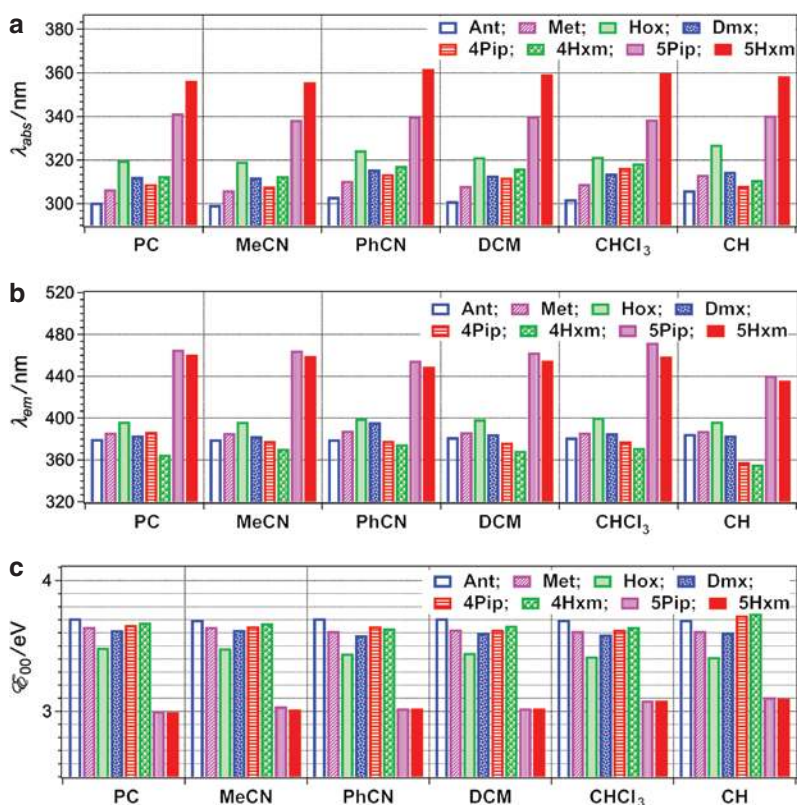 a
Ant; Met; Hox; Dmx;
4Pip; 4Hxm; 5Pip; 5Hxm
380
360
340
320
300
λabs/nm
PC MeCN PhCN DCM CHCl₃ CH
b
520
Ant; Met; Hox; Dmx;
4Pip; 4Hxm; 5Pip; 5Hxm
480
440
400
360
320
λem/nm
PC MeCN PhCN DCM CHCl₃ CH
c
4
Ant; Met; Hox; Dmx;
4Pip; 4Hxm; 5Pip; 5Hxm
3
ℰ₀₀/eV
PC MeCN PhCN DCM CHCl₃ CH